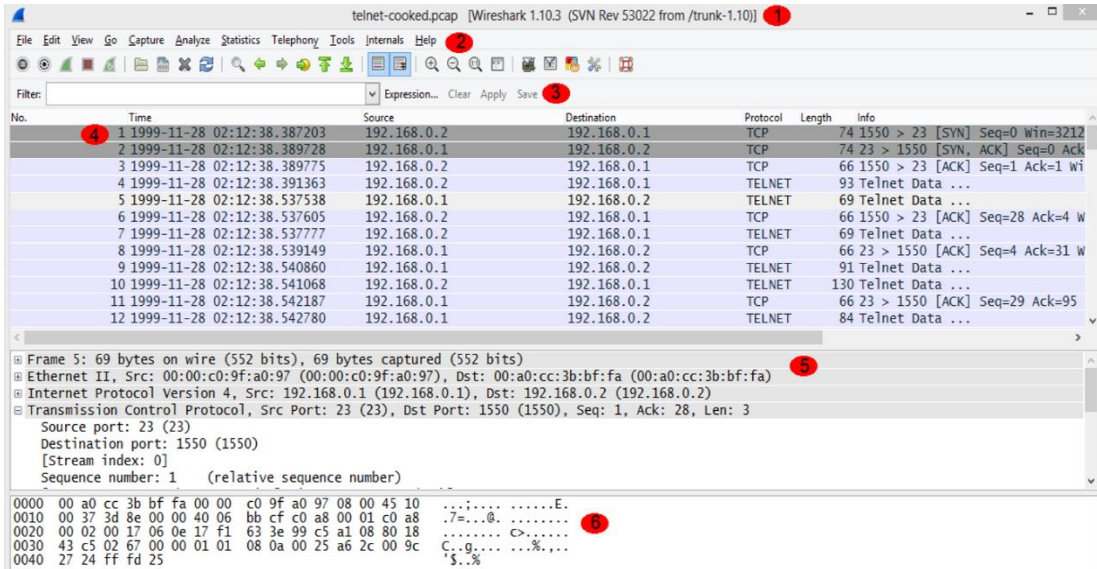 telnet-cooked.pcap [Wireshark 1.10.3 (SVN Rev 53022 from /trunk-1.10)] 1
File Edit View Go Capture Analyze Statistics Telephony Tools Internals Help 2
Filter: Expression... Clear Apply Save 3
No. Time Source Destination Protocol Length Info
4 1 1999-11-28 02:12:38.387203 192.168.0.2 192.168.0.1 TCP 74 1550 > 23 [SYN] Seq=0 Win=3212
2 1999-11-28 02:12:38.389728 192.168.0.1 192.168.0.2 TCP 74 23 > 1550 [SYN, ACK] Seq=0 Ack
3 1999-11-28 02:12:38.389775 192.168.0.2 192.168.0.1 TCP 66 1550 > 23 [ACK] Seq=1 Ack=1 Wi
4 1999-11-28 02:12:38.391363 192.168.0.2 192.168.0.1 TELNET 93 Telnet Data ...
5 1999-11-28 02:12:38.537538 192.168.0.1 192.168.0.2 TELNET 69 Telnet Data ...
6 1999-11-28 02:12:38.537605 192.168.0.2 192.168.0.1 TCP 66 1550 > 23 [ACK] Seq=28 Ack=4 W
7 1999-11-28 02:12:38.537777 192.168.0.2 192.168.0.1 TELNET 69 Telnet Data ...
8 1999-11-28 02:12:38.539149 192.168.0.1 192.168.0.2 TCP 66 23 > 1550 [ACK] Seq=4 Ack=31 W
9 1999-11-28 02:12:38.540860 192.168.0.1 192.168.0.2 TELNET 91 Telnet Data ...
10 1999-11-28 02:12:38.541068 192.168.0.2 192.168.0.1 TELNET 130 Telnet Data ...
11 1999-11-28 02:12:38.542187 192.168.0.1 192.168.0.2 TCP 66 23 > 1550 [ACK] Seq=29 Ack=95
12 1999-11-28 02:12:38.542780 192.168.0.1 192.168.0.2 TELNET 84 Telnet Data ...
Frame 5: 69 bytes on wire (552 bits), 69 bytes captured (552 bits) 5
Ethernet II, Src: 00:00:c0:9f:a0:97 (00:00:c0:9f:a0:97), Dst: 00:a0:cc:3b:bf:fa (00:a0:cc:3b:bf:fa)
Internet Protocol Version 4, Src: 192.168.0.1 (192.168.0.1), Dst: 192.168.0.2 (192.168.0.2)
Transmission Control Protocol, Src Port: 23 (23), Dst Port: 1550 (1550), Seq: 1, Ack: 28, Len: 3
Source port: 23 (23)
Destination port: 1550 (1550)
[Stream index: 0]
Sequence number: 1 (relative sequence number)
0000 00 a0 cc 3b bf fa 00 00 c0 9f a0 97 08 00 45 10 ...;.... ......E.
0010 00 37 3d 8e 00 00 40 06 bb cf c0 a8 00 01 c0 a8 .7=...@. ........
0020 00 02 00 17 06 0e 17 f1 63 3e 99 c5 a1 08 80 18 ........ c>...... 6
0030 43 c5 02 67 00 00 01 01 08 0a 00 25 a6 2c 00 9c C..g.... ...%.,..
0040 27 24 ff fd 25 '$..%